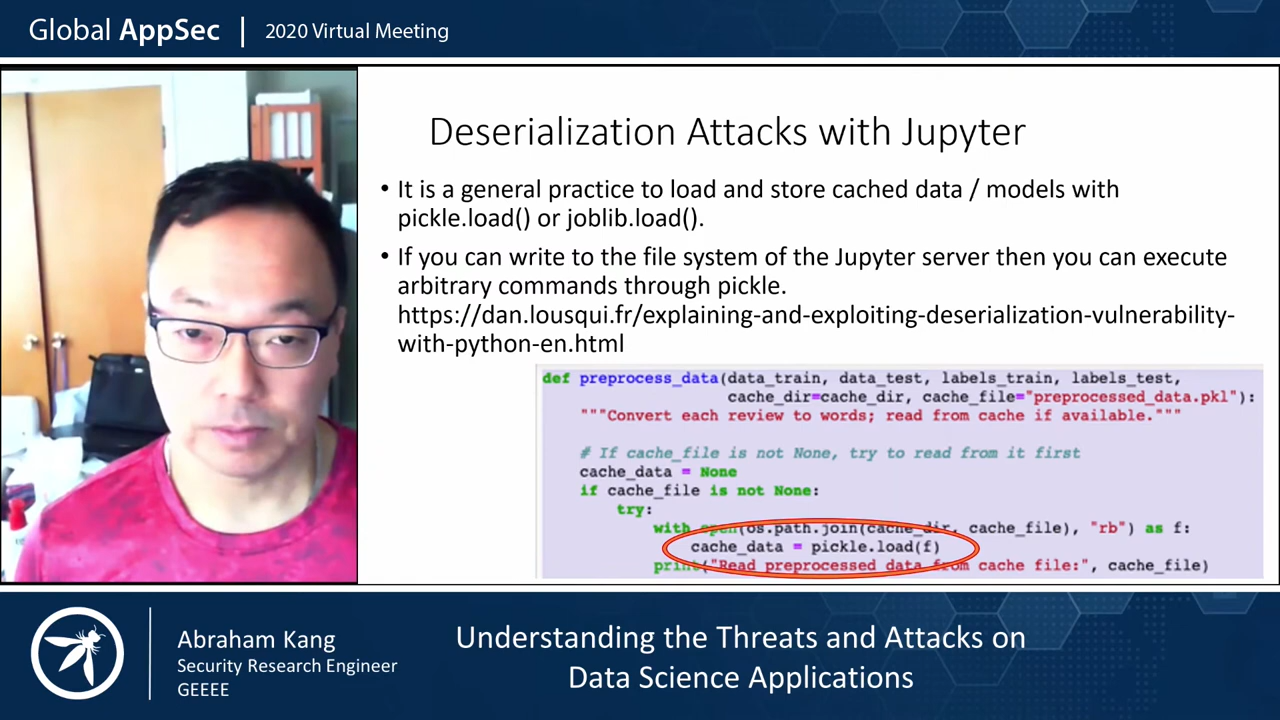 Global AppSec | 2020 Virtual Meeting
Deserialization Attacks with Jupyter
• It is a general practice to load and store cached data / models with
pickle.load() or joblib.load().
• If you can write to the file system of the Jupyter server then you can execute
arbitrary commands through pickle.
https://dan.lousqui.fr/explaining-and-exploiting-deserialization-vulnerability-
with-python-en.html
def preprocess_data(data_train, data_test, labels_train, labels_test,
cache_dir=cache_dir, cache_file="preprocessed_data.pkl"):
"""Convert each review to words; read from cache if available."""
# If cache_file is not None, try to read from it first
cache_data = None
if cache_file is not None:
try:
with open(os.path.join(cache_dir, cache_file), "rb") as f:
cache_data = pickle.load(f)
print("Read preprocessed data from cache file:", cache_file)
Abraham Kang
Security Research Engineer
GEEEE
Understanding the Threats and Attacks on
Data Science Applications